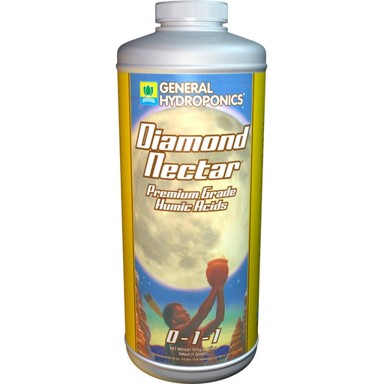 GENERAL
HYDROPONICS®
Diamond
Nectar
Premium Grade
Humic Acids
0-1-1